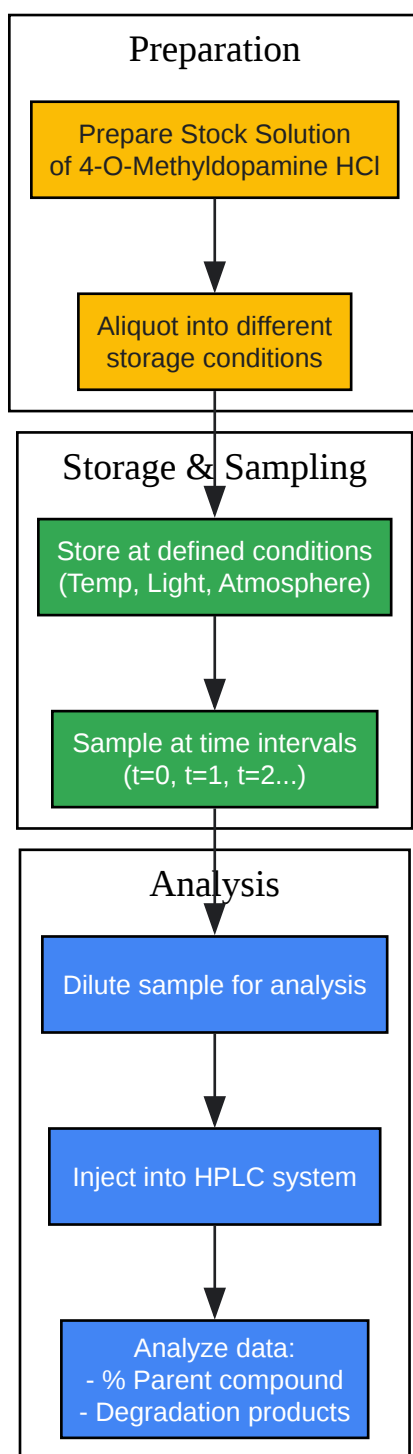 Preparation
Prepare Stock Solution
of 4-O-Methyldopamine HCl
Aliquot into different
storage conditions
Storage & Sampling
Store at defined conditions
(Temp, Light, Atmosphere)
Sample at time intervals
(t=0, t=1, t=2...)
Analysis
Dilute sample for analysis
Inject into HPLC system
Analyze data:
- % Parent compound
- Degradation products